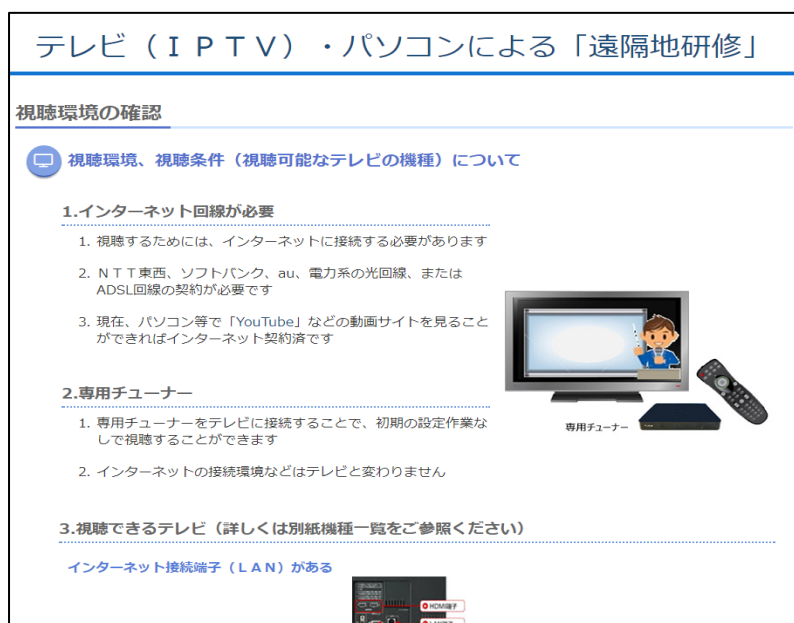 テレビ（ＩＰＴＶ）・パソコンによる「遠隔地研修」
視聴環境の確認
視聴環境、視聴条件（視聴可能なテレビの機種）について
1.インターネット回線が必要
1. 視聴するためには、インターネットに接続する必要があります
2. ＮＴＴ東西、ソフトバンク、au、電力系の光回線、または
ADSL回線の契約が必要です
3. 現在、パソコン等で「YouTube」などの動画サイトを見ること
ができればインターネット契約済です
2.専用チューナー
1. 専用チューナーをテレビに接続することで、初期の設定作業な
しで視聴することができます
2. インターネットの接続環境などはテレビと変わりません
専用チューナー
3.視聴できるテレビ（詳しくは別紙機種一覧をご参照ください）
インターネット接続端子（ＬＡＮ）がある
HDMI端子